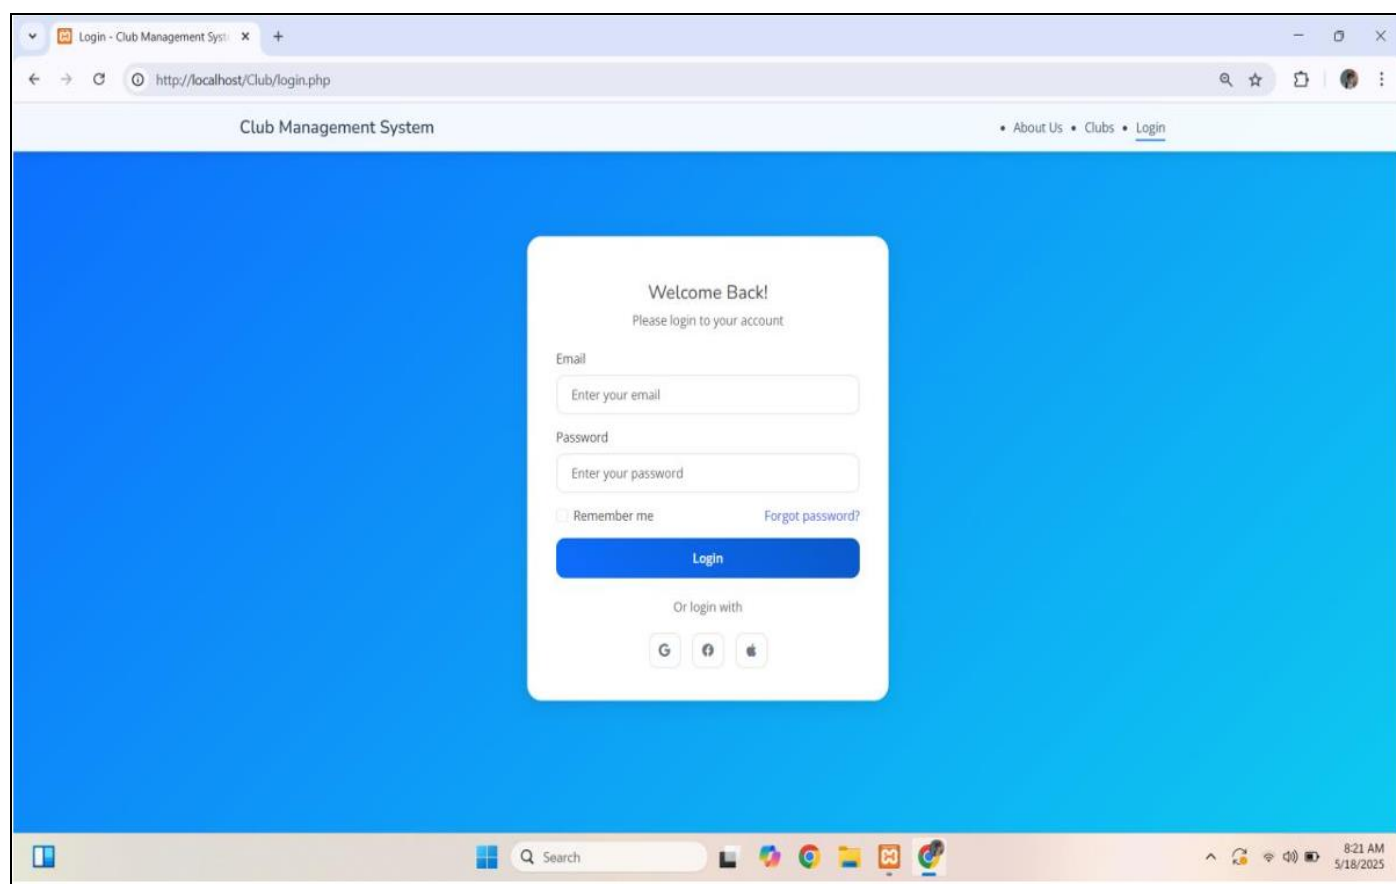 Login - Club Management Syst
http://localhost/Club/login.php
Club Management System
• About Us • Clubs • Login
Welcome Back!
Please login to your account
Email
Enter your email
Password
Enter your password
Remember me Forgot password?
Login
Or login with
Search
8:21 AM
5/18/2025